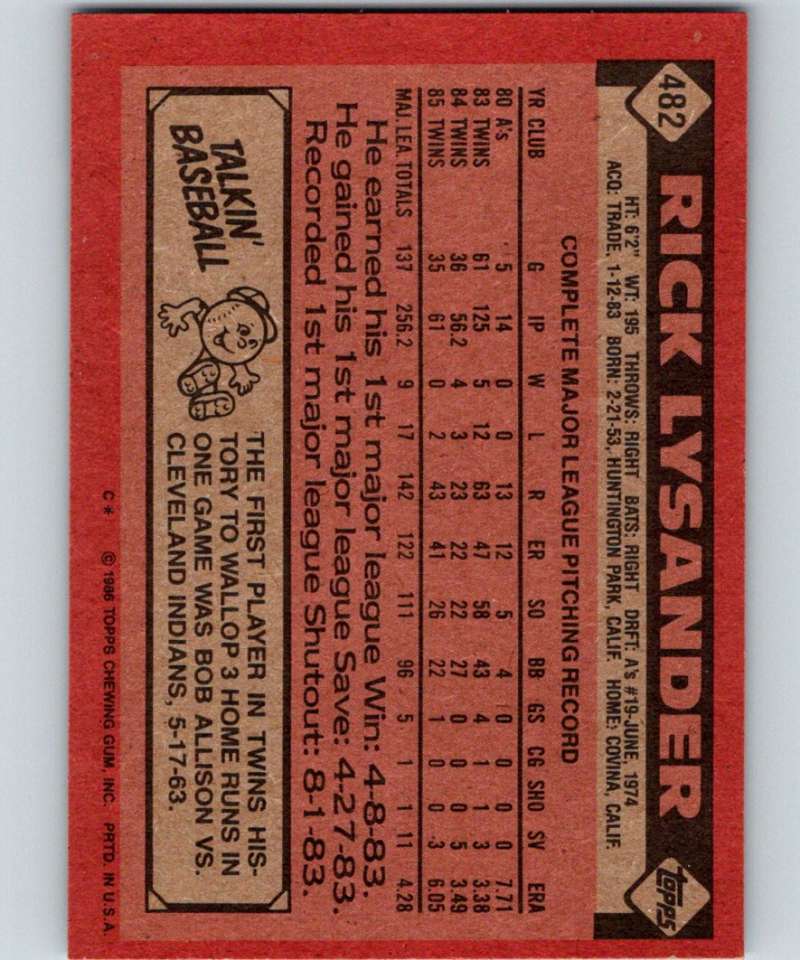 482
RICK LYSANDER
topps
HT: 6'2" WT: 195 THROWS: RIGHT BATS: RIGHT DRFT: A's #19-JUNE, 1974
ACQ: TRADE, 1-12-83 BORN: 2-21-53, HUNTINGTON PARK, CALIF. HOME: COVINA, CALIF.
COMPLETE MAJOR LEAGUE PITCHING RECORD
YR CLUB G IP W L R ER SO BB GS CG SHO SV ERA
80 A's 5 14 0 0 13 12 5 4 0 0 0 0 7.71
83 TWINS 61 125 5 12 63 47 58 43 4 1 1 3 3.38
84 TWINS 36 56.2 4 3 23 22 22 27 0 0 0 5 3.49
85 TWINS 35 61 0 2 43 41 26 22 1 0 0 3 6.05
MAJ. LEA. TOTALS 137 256.2 9 17 142 122 111 96 5 1 1 11 4.28
He earned his 1st major league Win: 4-8-83.
He gained his 1st major league Save: 4-27-83.
Recorded 1st major league Shutout: 8-1-83.
TALKIN'
BASEBALL
THE FIRST PLAYER IN TWINS HIS-
TORY TO WALLOP 3 HOME RUNS IN
ONE GAME WAS BOB ALLISON VS.
CLEVELAND INDIANS, 5-17-63.
C* © 1986 TOPPS CHEWING GUM, INC. PRTD. IN U.S.A.